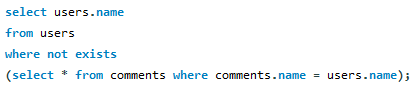 select users.name
from users
where not exists
(select * from comments where comments.name = users.name);